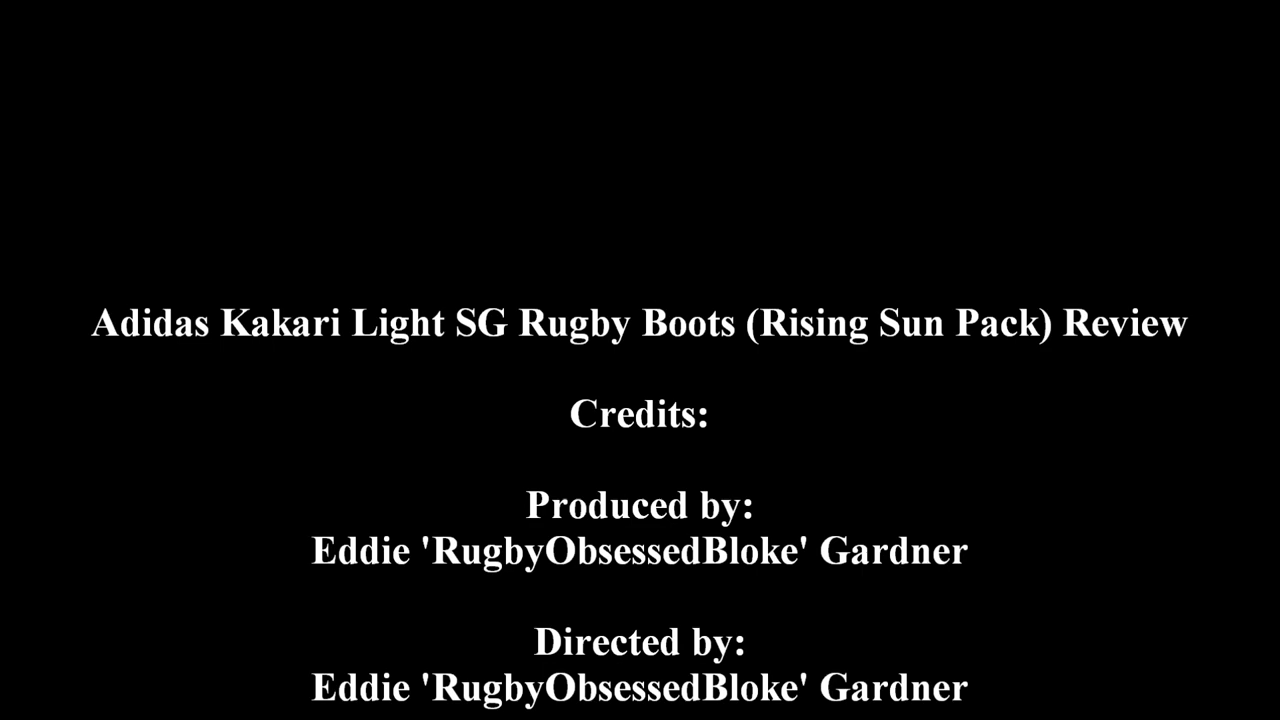 Adidas Kakari Light SG Rugby Boots (Rising Sun Pack) Review
Credits:
Produced by:
Eddie 'RugbyObsessedBloke' Gardner
Directed by:
Eddie 'RugbyObsessedBloke' Gardner